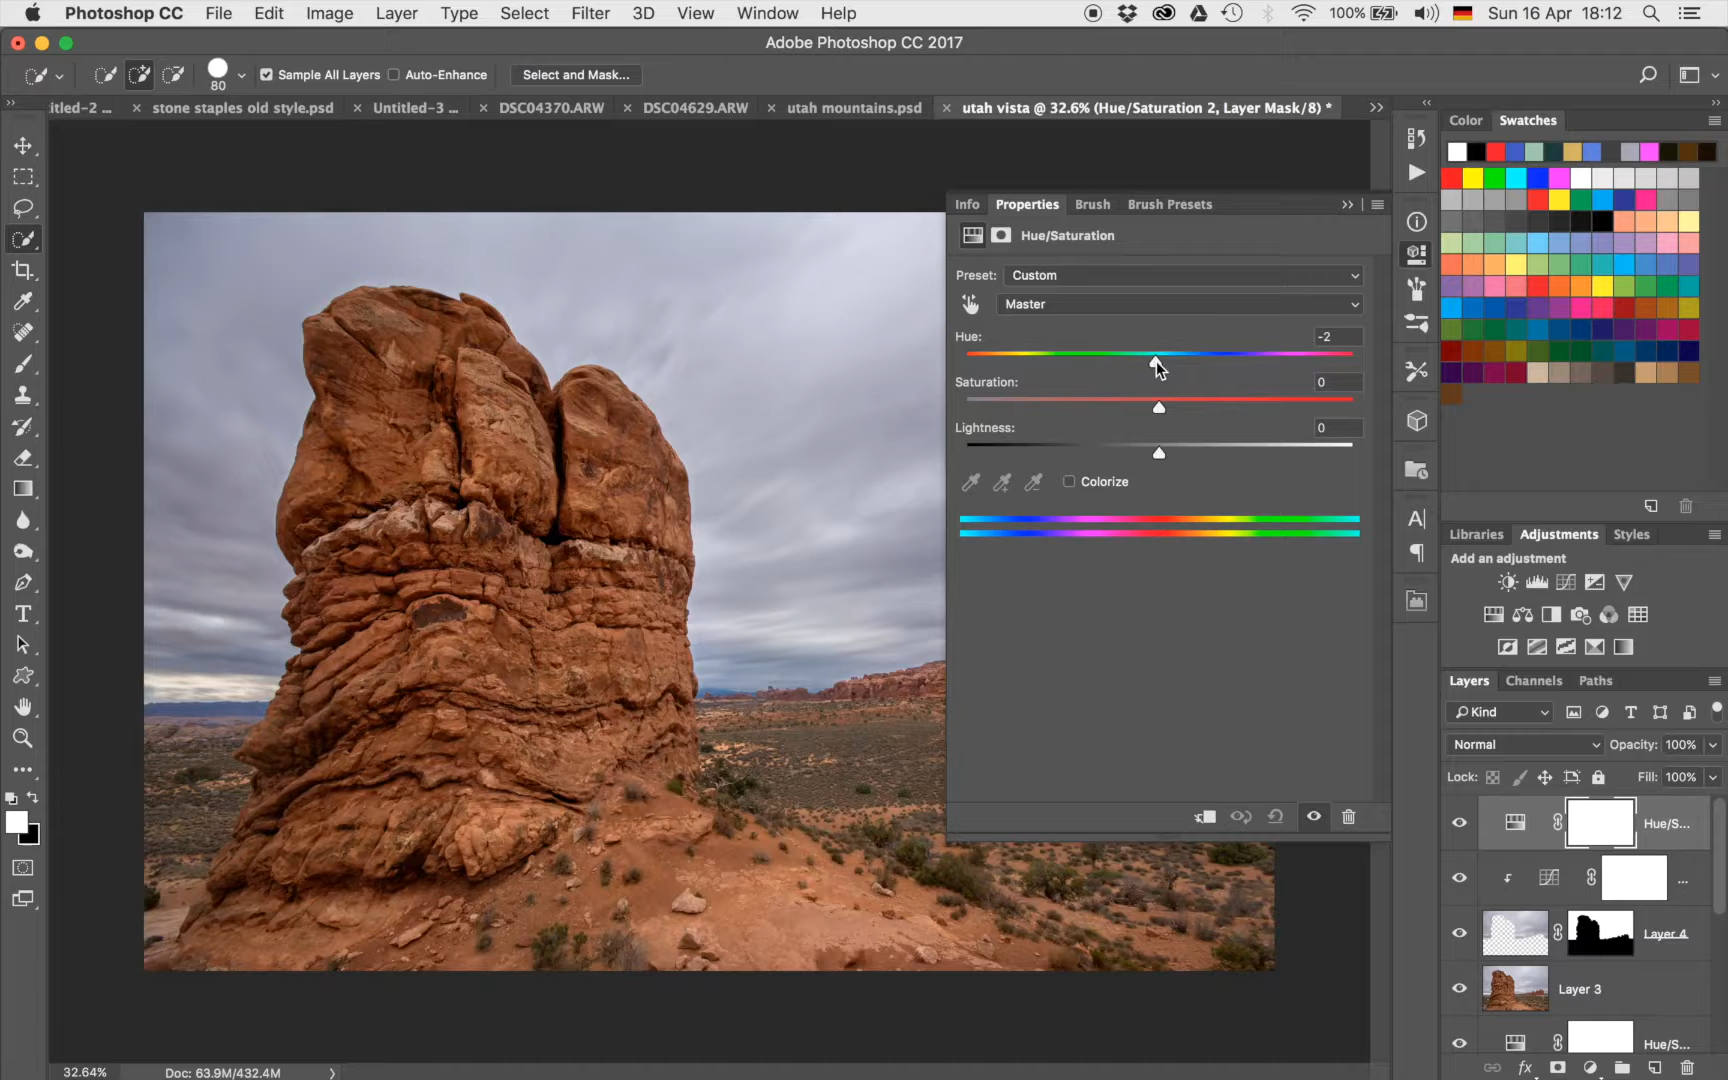 Photoshop CC File Edit Image Layer Type Select Filter 3D View Window Help 100% Sun 16 Apr 18:12
Adobe Photoshop CC 2017
80 Sample All Layers Auto-Enhance Select and Mask...
itled-2 ... × stone staples old style.psd × Untitled-3 ... × DSC04370.ARW × DSC04629.ARW × utah mountains.psd × utah vista @ 32.6% (Hue/Saturation 2, Layer Mask/8) *
Color Swatches
Info Properties Brush Brush Presets
Hue/Saturation
Preset: Custom
Master
Hue: -2
Saturation: 0
Lightness: 0
Colorize
Libraries Adjustments Styles
Add an adjustment
Layers Channels Paths
Kind
Normal Opacity: 100%
Lock: Fill: 100%
Hue/S...
...
Layer 4
Layer 3
Hue/S...
fx
32.64% Doc: 63.9M/432.4M